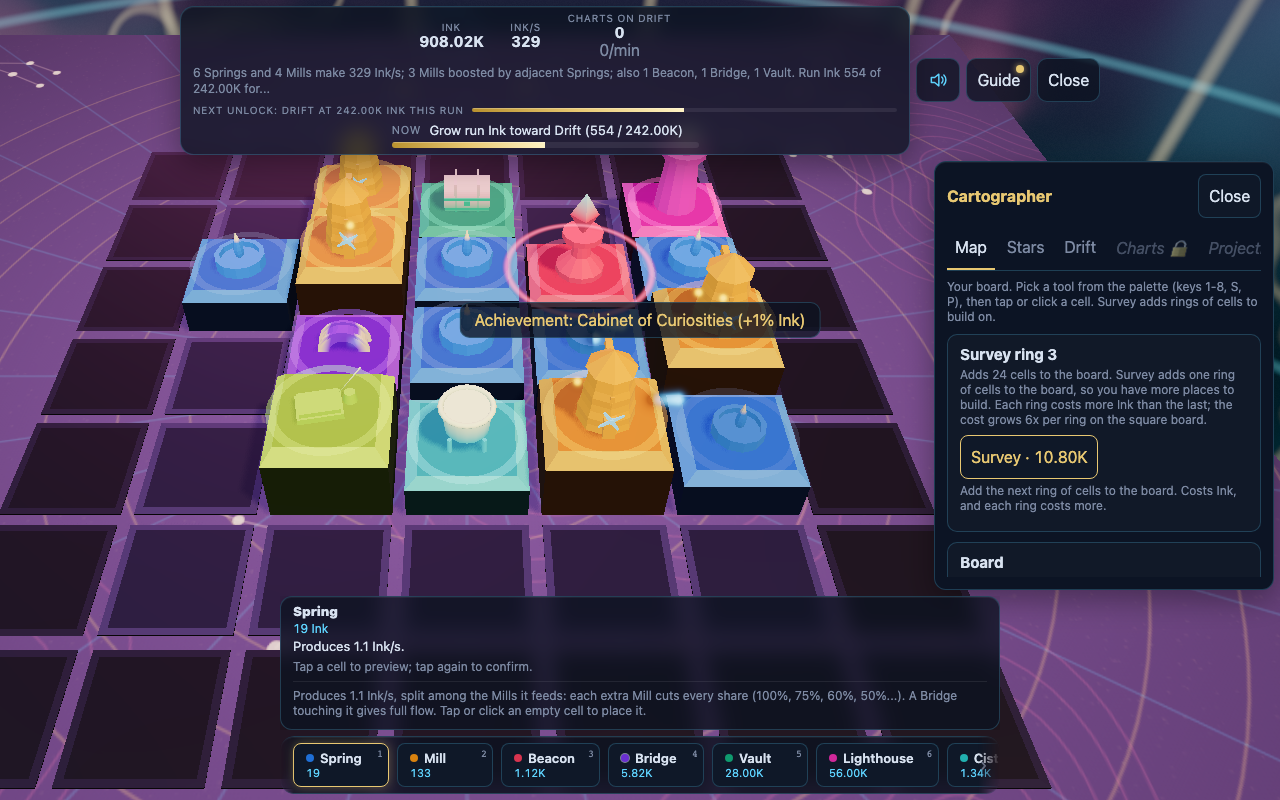 INK
908.02K
INK/S
329
CHARTS ON DRIFT
0
0/min
6 Springs and 4 Mills make 329 Ink/s; 3 Mills boosted by adjacent Springs; also 1 Beacon, 1 Bridge, 1 Vault. Run Ink 554 of
242.00K for...
NEXT UNLOCK: DRIFT AT 242.00K INK THIS RUN
NOW Grow run Ink toward Drift (554 / 242.00K)
Guide
Close
Cartographer
Close
Map Stars Drift Charts Project
Your board. Pick a tool from the palette (keys 1-8, S,
P), then tap or click a cell. Survey adds rings of cells to
build on.
Survey ring 3
Adds 24 cells to the board. Survey adds one ring
of cells to the board, so you have more places to
build. Each ring costs more Ink than the last; the
cost grows 6x per ring on the square board.
Survey · 10.80K
Add the next ring of cells to the board. Costs Ink,
and each ring costs more.
Board
Achievement: Cabinet of Curiosities (+1% Ink)
Spring
19 Ink
Produces 1.1 Ink/s.
Tap a cell to preview; tap again to confirm.
Produces 1.1 Ink/s, split among the Mills it feeds: each extra Mill cuts every share (100%, 75%, 60%, 50%...). A Bridge
touching it gives full flow. Tap or click an empty cell to place it.
Spring 1
19
Mill 2
133
Beacon 3
1.12K
Bridge 4
5.82K
Vault 5
28.00K
Lighthouse 6
56.00K
Cist
1.34K